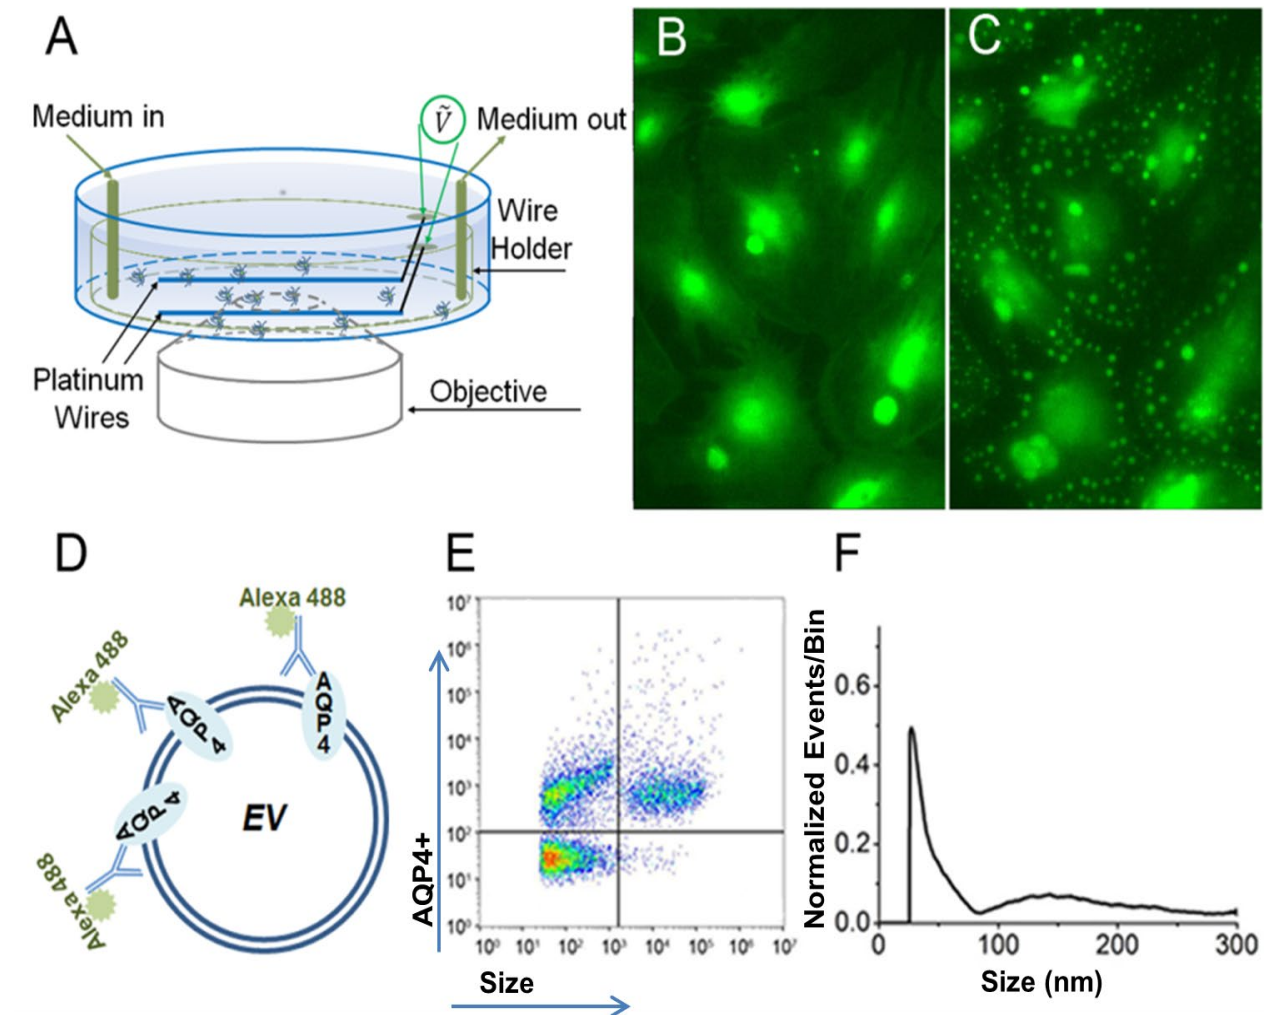 A
Medium in
Ṽ
Medium out
Wire
Holder
Platinum
Wires
Objective
B
C
D
Alexa 488
Alexa 488
Alexa 488
AQP4
AQP4
AQP4
EV
E
AQP4+
10⁷
10⁶
10⁵
10⁴
10³
10²
10¹
10⁰
10⁰ 10¹ 10² 10³ 10⁴ 10⁵ 10⁶ 10⁷
Size
F
Normalized Events/Bin
0.6
0.4
0.2
0.0
0 100 200 300
Size (nm)